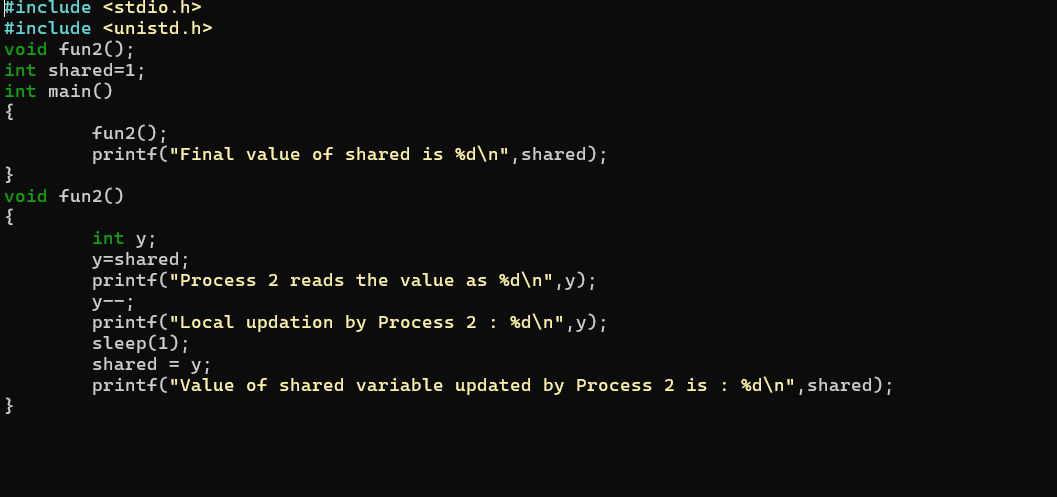 #include <stdio.h>
#include <unistd.h>
void fun2();
int shared=1;
int main()
{
        fun2();
        printf("Final value of shared is %d\n",shared);
}
void fun2()
{
        int y;
        y=shared;
        printf("Process 2 reads the value as %d\n",y);
        y--;
        printf("Local updation by Process 2 : %d\n",y);
        sleep(1);
        shared = y;
        printf("Value of shared variable updated by Process 2 is : %d\n",shared);
}